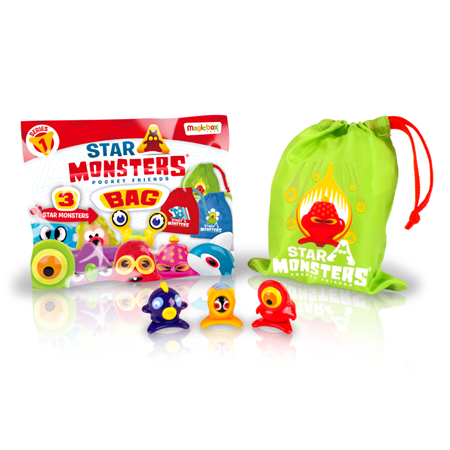 SERIES
1
STAR
MONSTERS®
POCKET FRIENDS
magicbox
3
STAR MONSTERS
BAG
STAR
MONSTERS®
POCKET FRIENDS